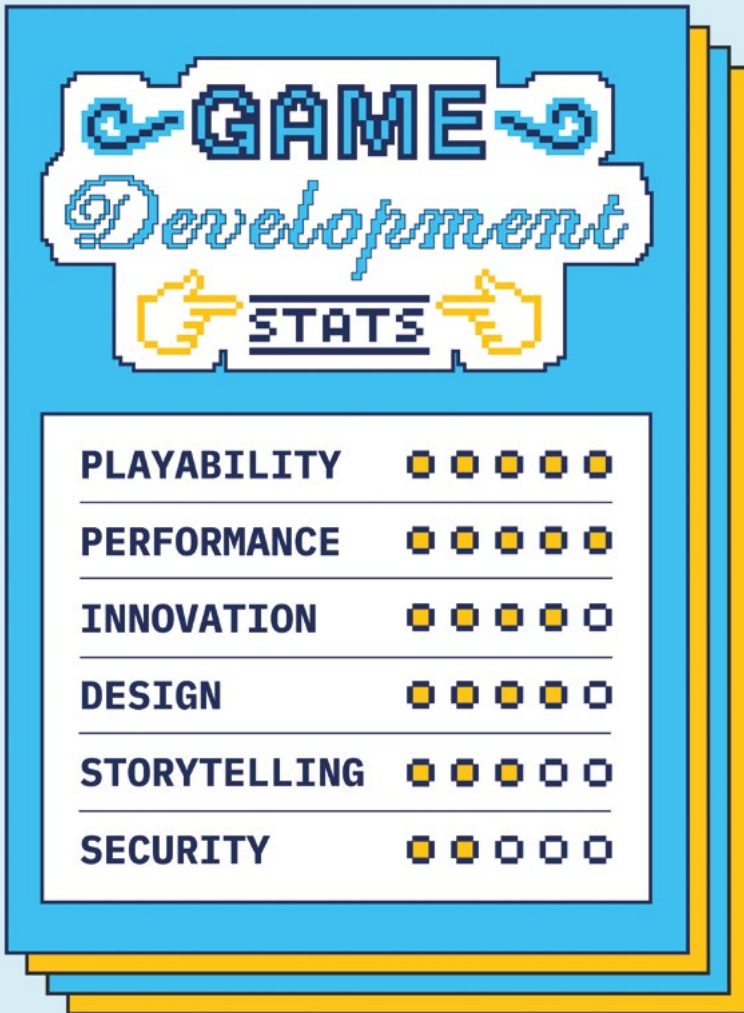 GAME
Development
STATS
PLAYABILITY
PERFORMANCE
INNOVATION
DESIGN
STORYTELLING
SECURITY